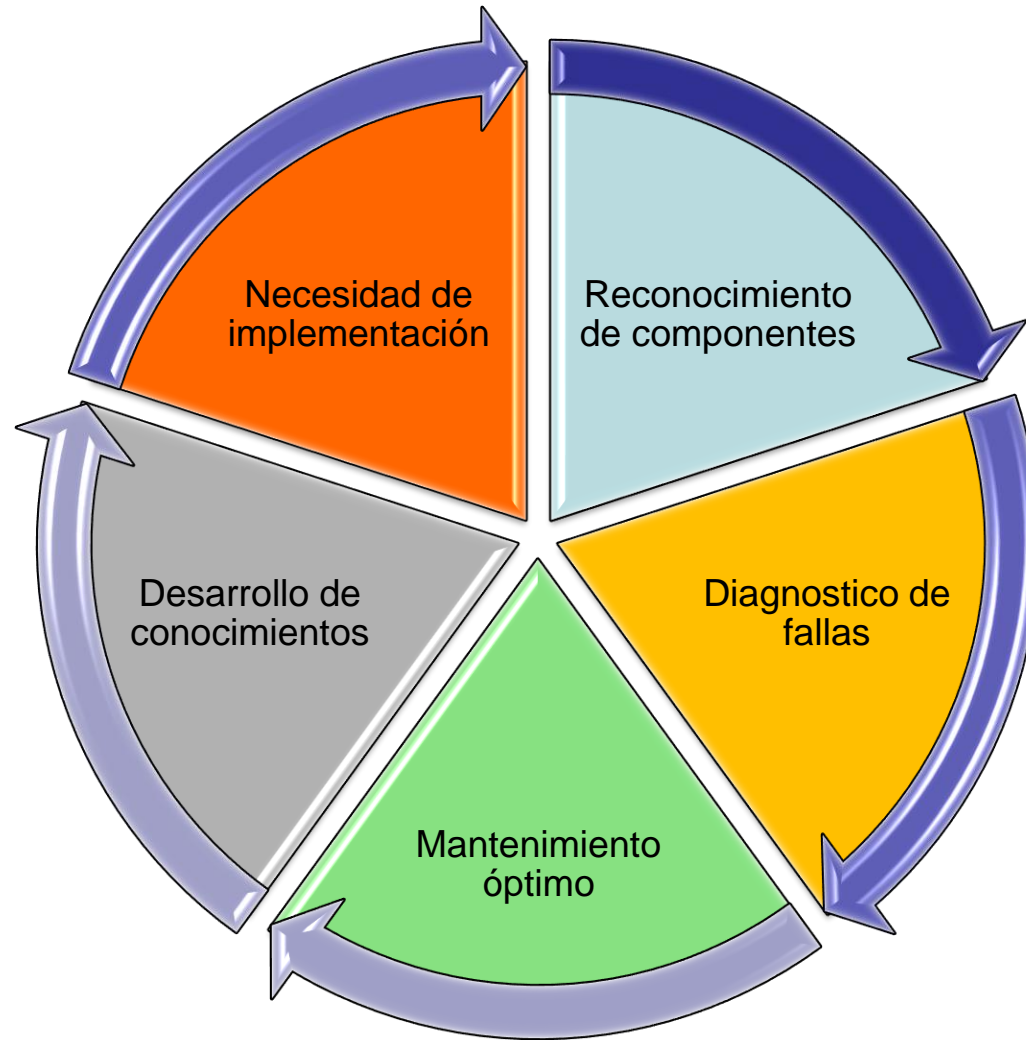 Necesidad de
implementación
Reconocimiento
de componentes
Desarrollo de
conocimientos
Diagnostico de
fallas
Mantenimiento
óptimo